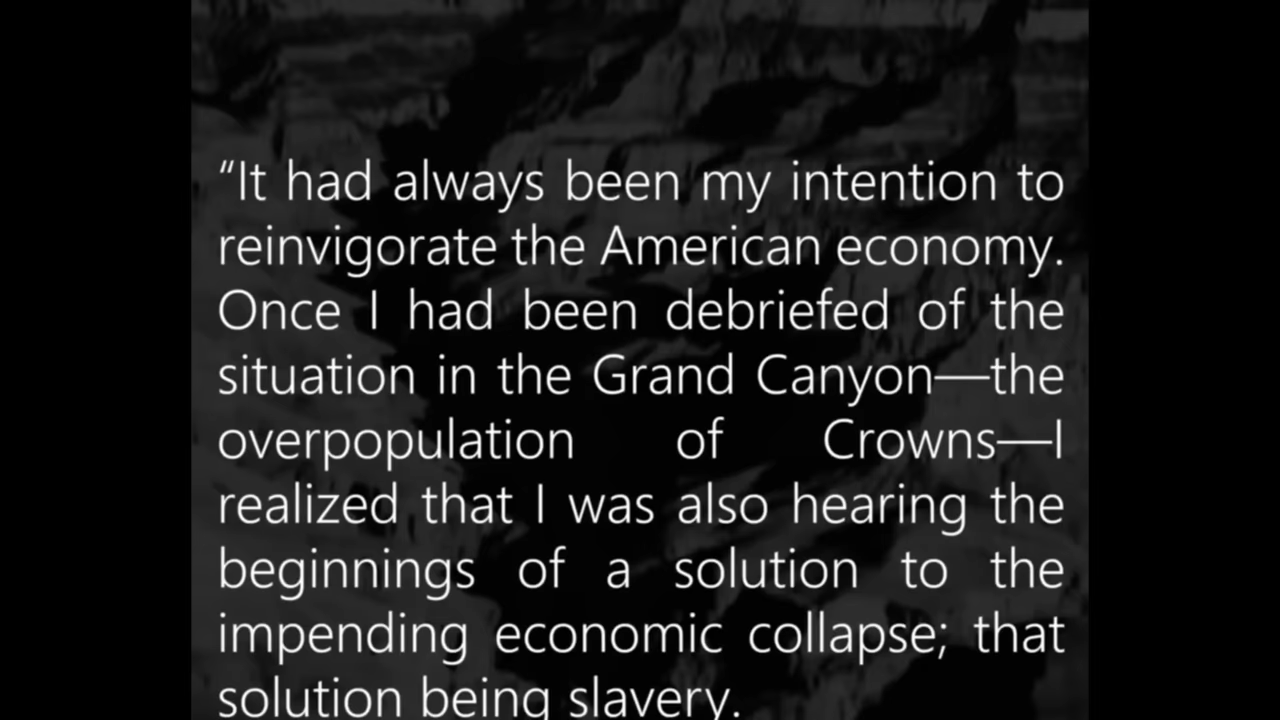 “It had always been my intention to
reinvigorate the American economy.
Once I had been debriefed of the
situation in the Grand Canyon—the
overpopulation of Crowns—I
realized that I was also hearing the
beginnings of a solution to the
impending economic collapse; that
solution being slavery.